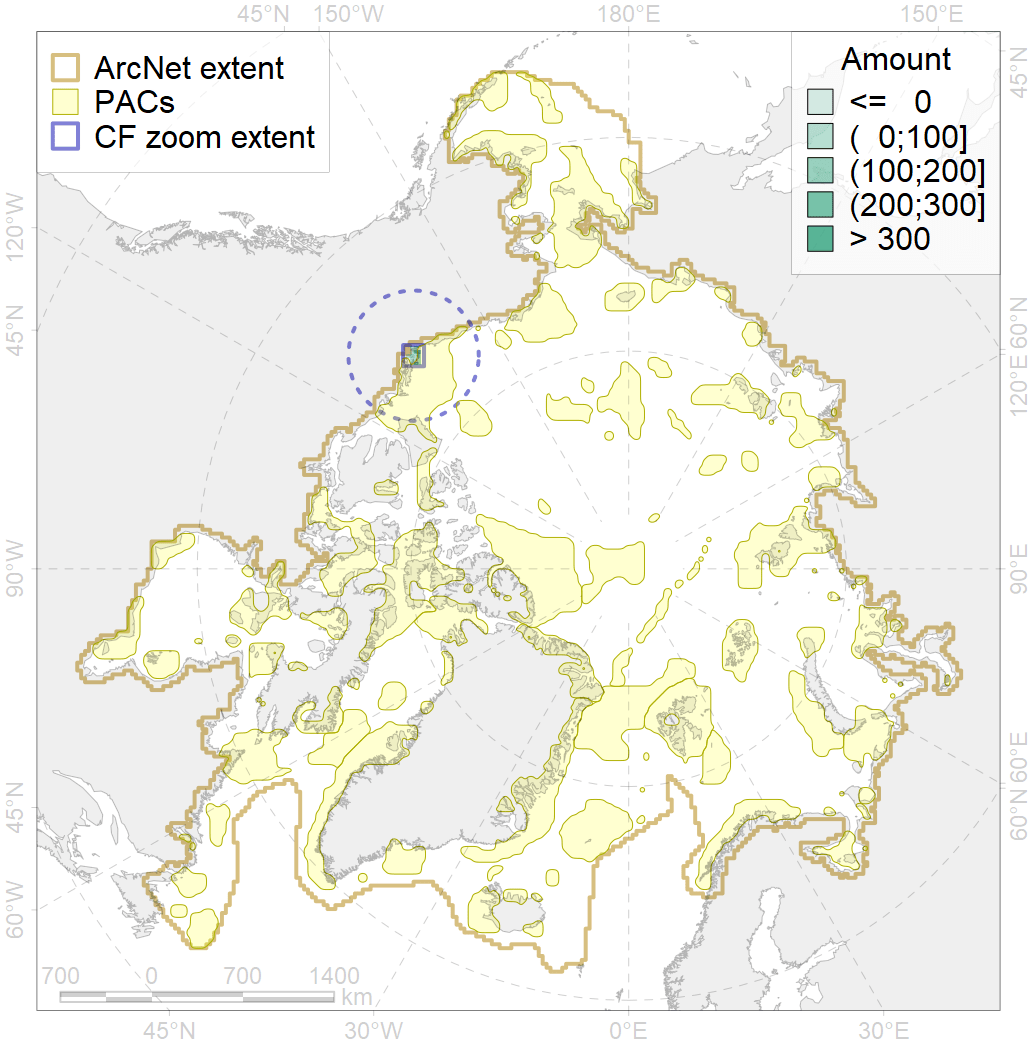 45°N 150°W 180°E 150°E
ArcNet extent
PACs
CF zoom extent
Amount
<= 0
( 0;100]
(100;200]
(200;300]
> 300
45°N
120°W
60°N
45°N
120°E
90°W
90°E
60°E
45°N
60°N
60°W
700 0 700 1400
km
45°N 30°W 0°E 30°E